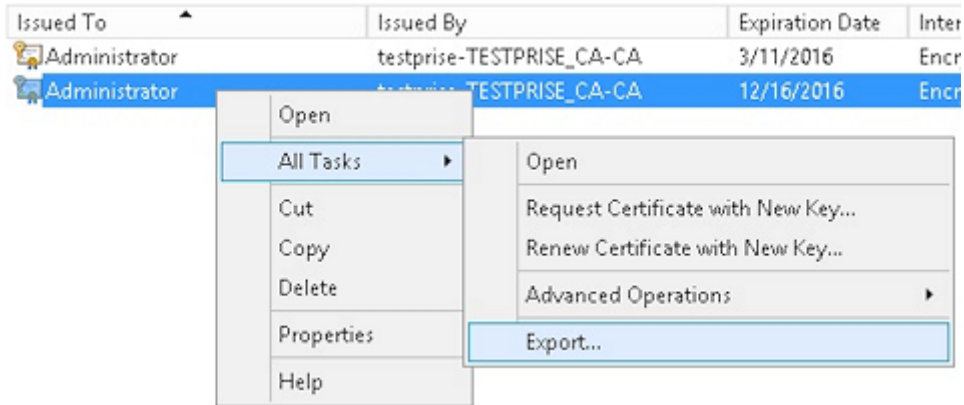 Issued To Issued By Expiration Date Inter
Administrator testprise-TESTPRISE_CA-CA 3/11/2016 Encr
Administrator testprise-TESTPRISE_CA-CA 12/16/2016 Encr
Open
All Tasks Open
Cut Request Certificate with New Key...
Copy Renew Certificate with New Key...
Delete Advanced Operations
Properties Export...
Help